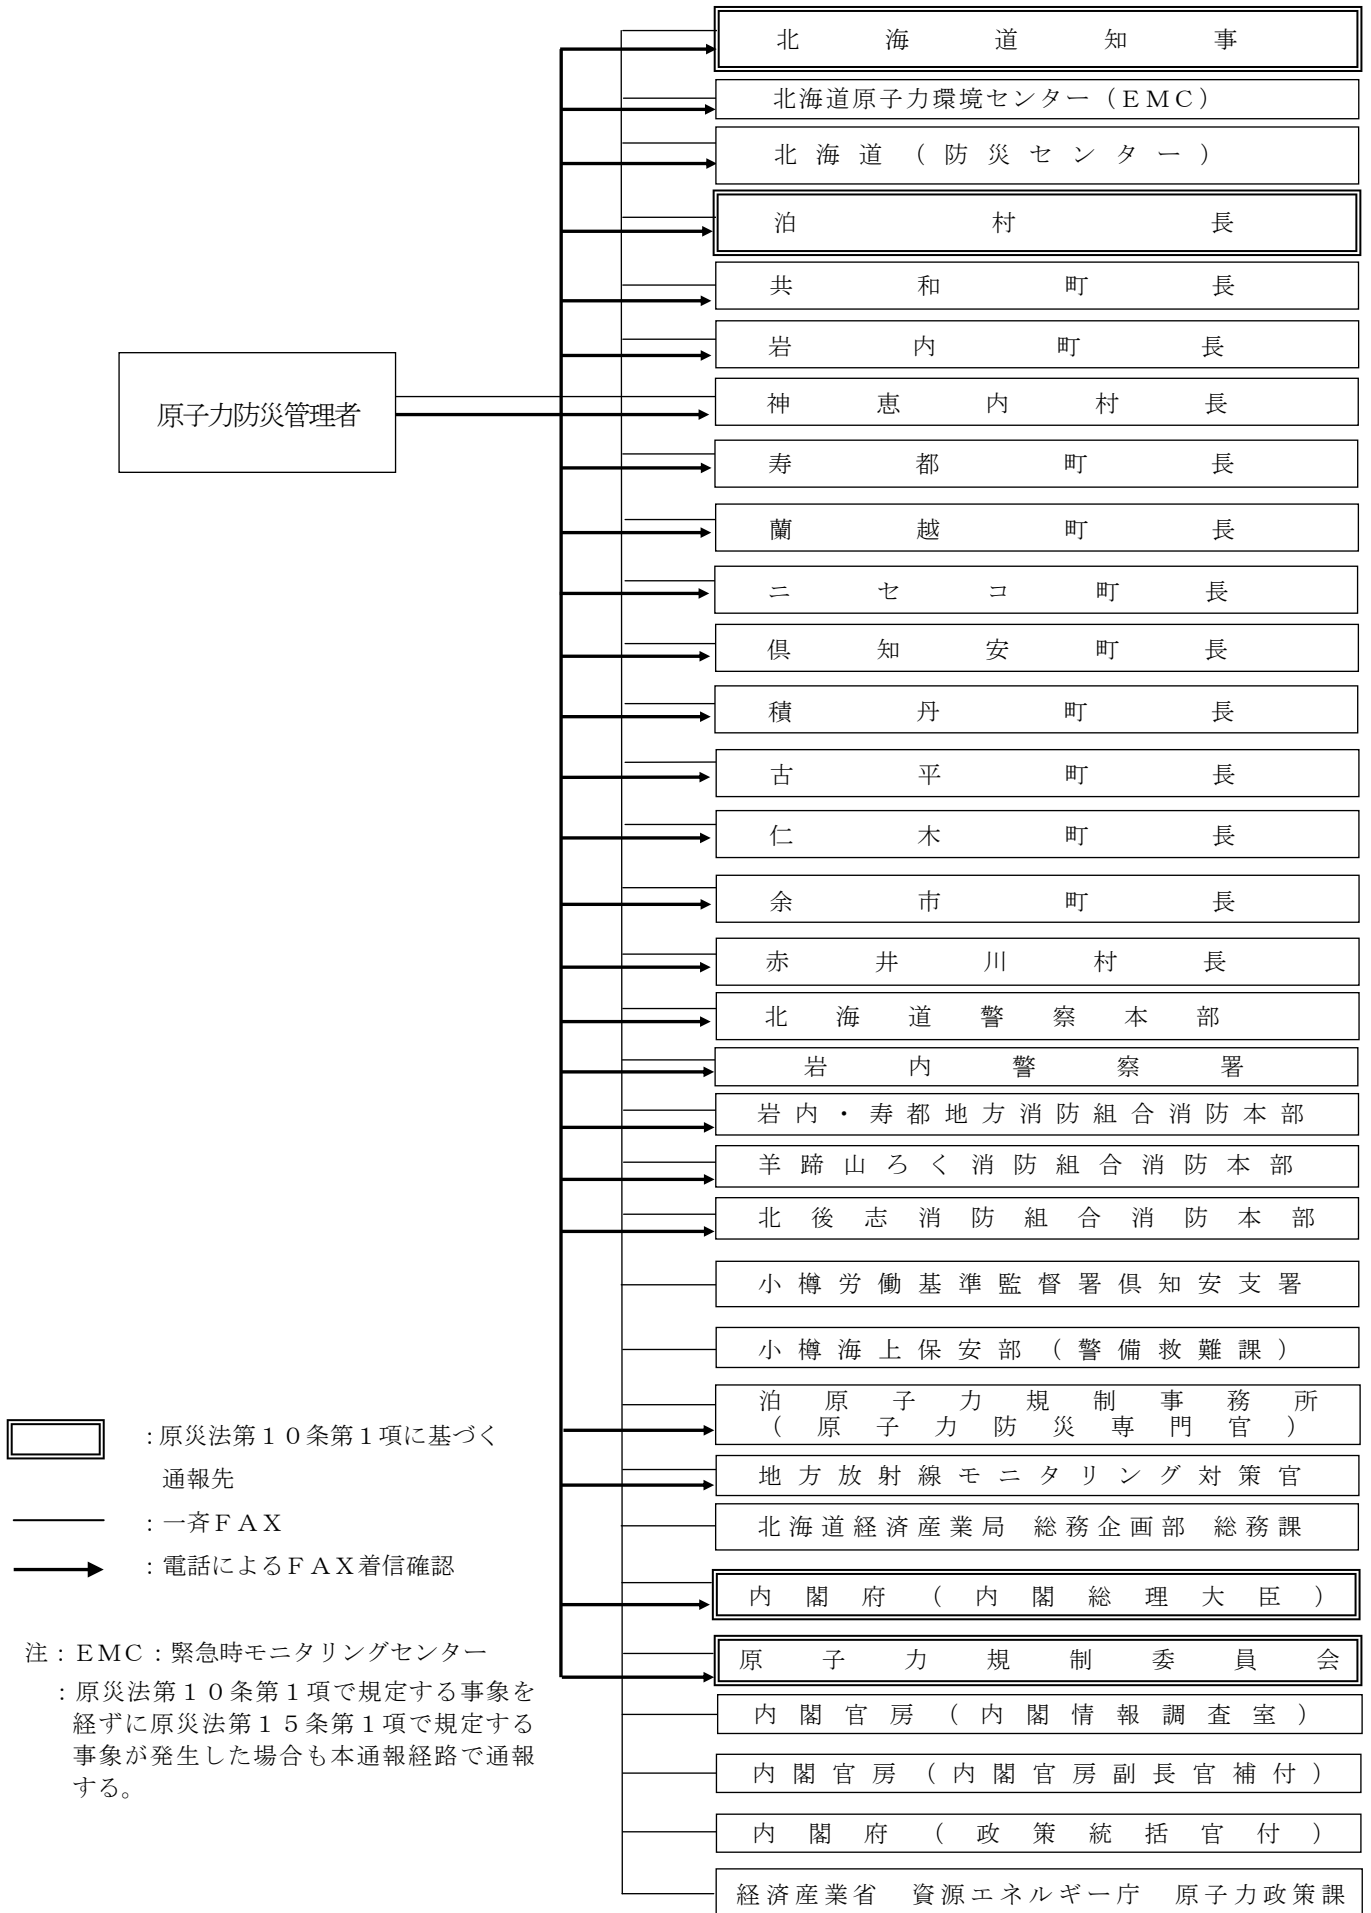 北海道知事
北海道原子力環境センター（ＥＭＣ）
北海道（防災センター）
泊村長
共和町長
岩内町長
原子力防災管理者
神恵内村長
寿都町長
蘭越町長
ニセコ町長
倶知安町長
積丹町長
古平町長
仁木町長
余市町長
赤井川村長
北海道警察本部
岩内警察署
岩内・寿都地方消防組合消防本部
羊蹄山ろく消防組合消防本部
北後志消防組合消防本部
小樽労働基準監督署倶知安支署
小樽海上保安部（警備救難課）
泊原子力規制事務所
（原子力防災専門官）
地方放射線モニタリング対策官
北海道経済産業局　総務企画部　総務課
内閣府（内閣総理大臣）
原子力規制委員会
内閣官房（内閣情報調査室）
内閣官房（内閣官房副長官補付）
内閣府（政策統括官付）
経済産業省　資源エネルギー庁　原子力政策課
：原災法第１０条第１項に基づく
通報先
：一斉ＦＡＸ
：電話によるＦＡＸ着信確認
注：ＥＭＣ：緊急時モニタリングセンター
：原災法第１０条第１項で規定する事象を
経ずに原災法第１５条第１項で規定する
事象が発生した場合も本通報経路で通報
する。